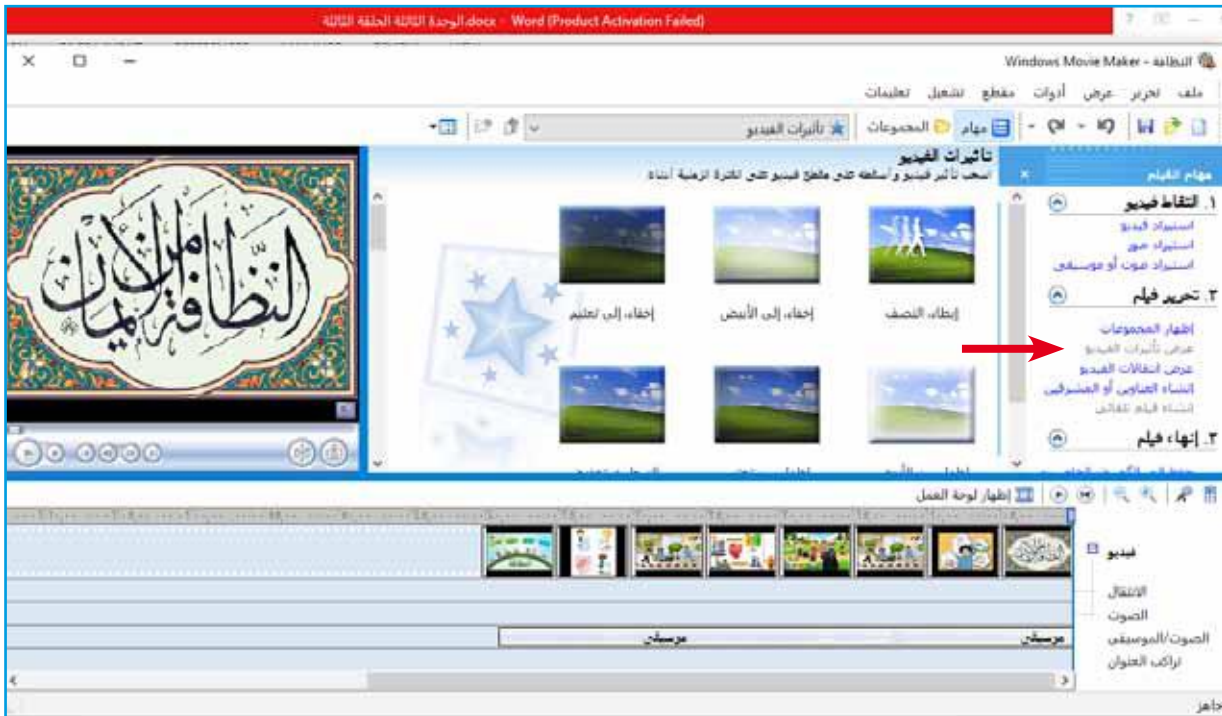 الوحدة الثالثة الحلقة الثالثة.docx - Word (Product Activation Failed)
النظافة - Windows Movie Maker
ملف تحرير عرض أدوات مقطع تشغيل تعليمات
مهام المجموعات تأثيرات الفيديو
مهام الفيلم
تأثيرات الفيديو
اسحب تأثير فيديو وأسقطه على مقطع فيديو على الفترة الزمنية أدناه
١. التقاط فيديو
استيراد فيديو
استيراد صور
استيراد صوت أو موسيقى
٢. تحرير فيلم
إظهار المجموعات
عرض تأثيرات الفيديو
عرض انتقالات الفيديو
إنشاء العناوين أو المشرفين
إنشاء فيلم تلقائي
٣. إنهاء فيلم
إبطاء، النصف
إخفاء، إلى الأبيض
إخفاء، إلى تعتيم
النظافة من الإيمان
إظهار لوحة العمل
فيديو
الانتقال
الصوت
الصوت/الموسيقى
موسيقى
موسيقى
تراكب العنوان
جاهز